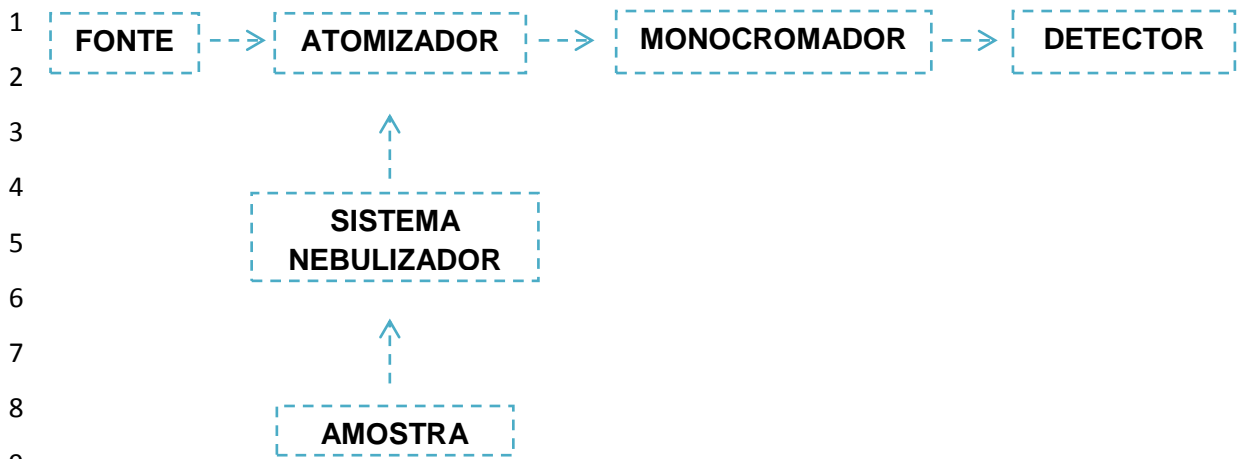 1
FONTE ATOMIZADOR MONOCROMADOR DETECTOR
2
3
4
SISTEMA
5
NEBULIZADOR
6
7
8
AMOSTRA